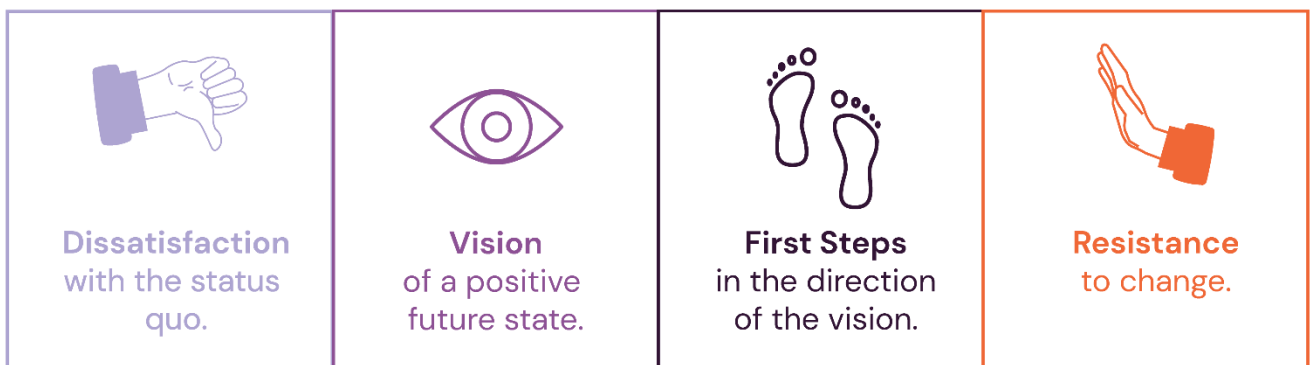 Dissatisfaction
with the status
quo.
Vision
of a positive
future state.
First Steps
in the direction
of the vision.
Resistance
to change.